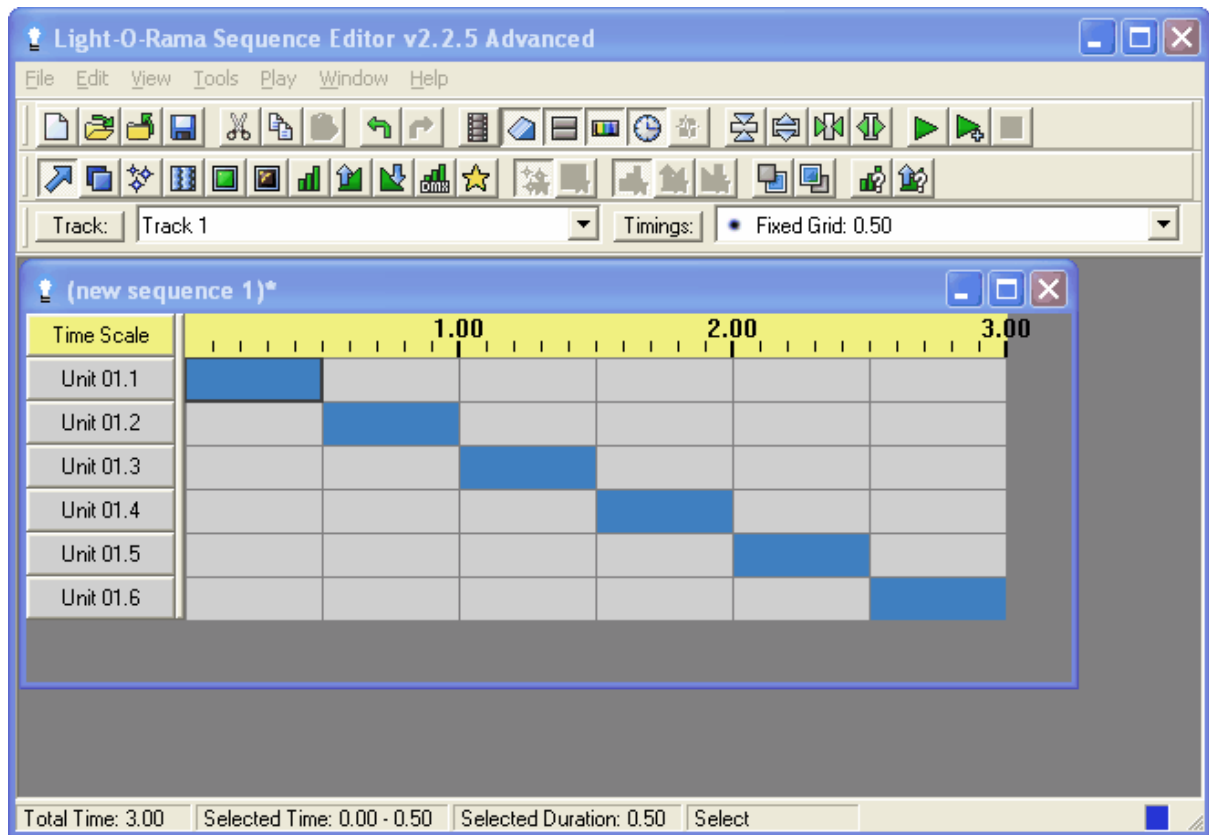 Light-O-Rama Sequence Editor v2.2.5 Advanced
File Edit View Tools Play Window Help
DMX
Track: Track 1 Timings: Fixed Grid: 0.50
(new sequence 1)*
Time Scale 1.00 2.00 3.00
Unit 01.1
Unit 01.2
Unit 01.3
Unit 01.4
Unit 01.5
Unit 01.6
Total Time: 3.00 Selected Time: 0.00 - 0.50 Selected Duration: 0.50 Select